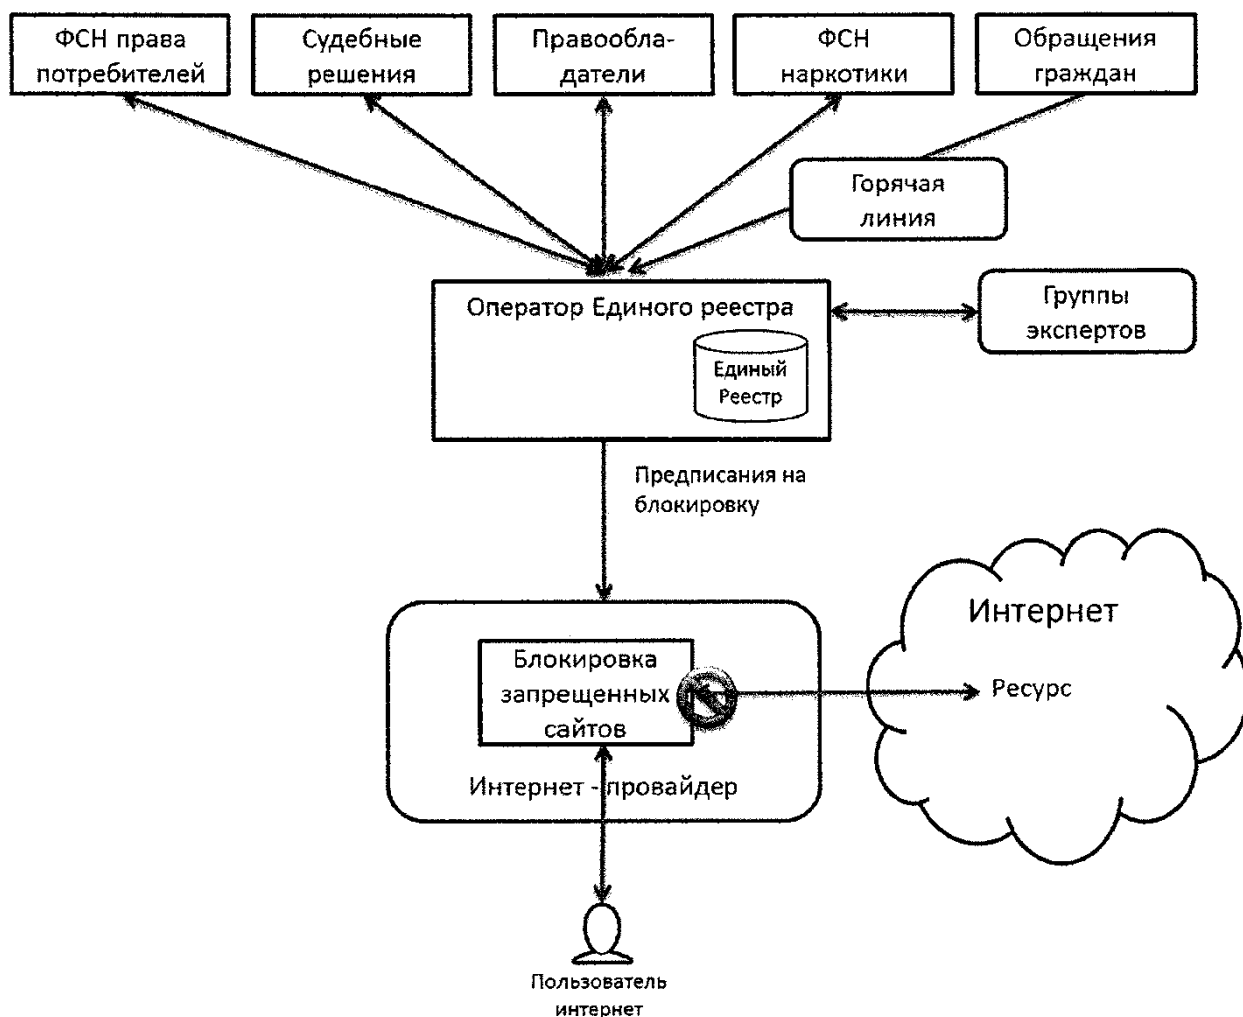 ФСН права
потребителей
Судебные
решения
Правообла-
датели
ФСН
наркотики
Обращения
граждан
Горячая
линия
Оператор Единого реестра
Группы
экспертов
Единый
Реестр
Предписания на
блокировку
Интернет
Ресурс
Блокировка
запрещенных
сайтов
Интернет - провайдер
Пользователь
интернет